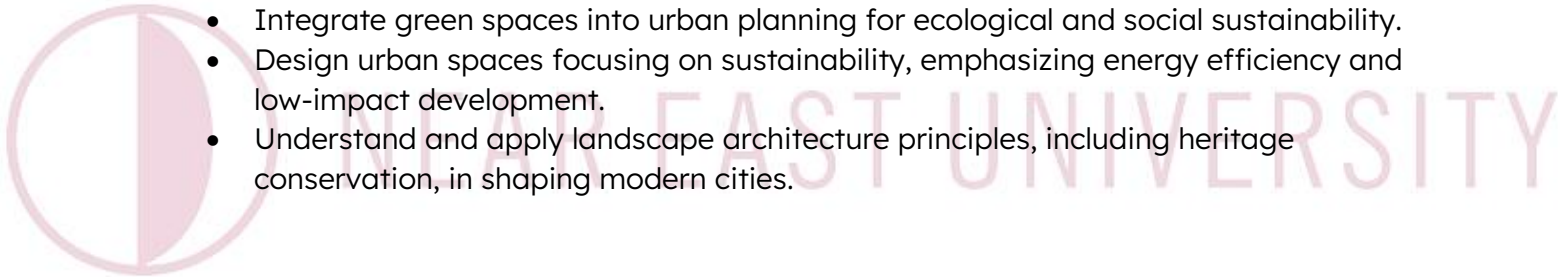 • Integrate green spaces into urban planning for ecological and social sustainability.
• Design urban spaces focusing on sustainability, emphasizing energy efficiency and
low-impact development.
• Understand and apply landscape architecture principles, including heritage
conservation, in shaping modern cities.
NEAR EAST UNIVERSITY